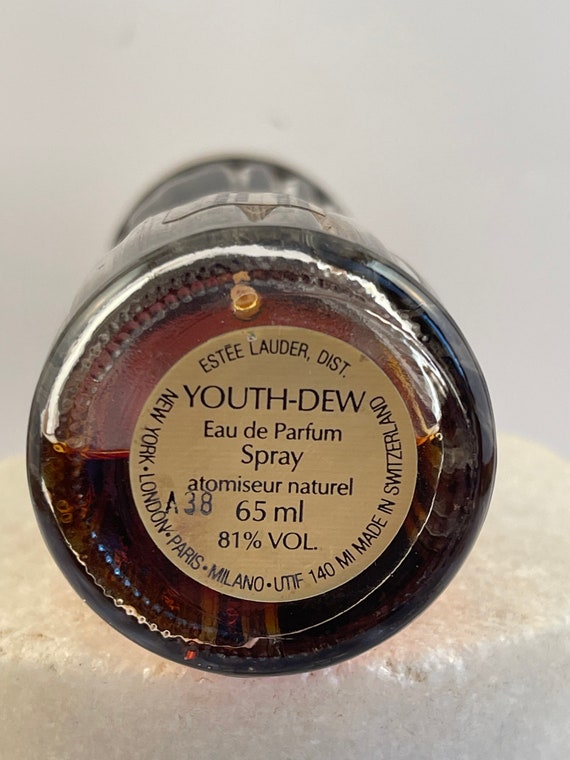 ESTĒE LAUDER, DIST.
YOUTH-DEW
Eau de Parfum
Spray
atomiseur naturel
A38
65 ml
81% VOL.
NEW YORK • LONDON • PARIS • MILANO • UTIF 140 MI MADE IN SWITZERLAND